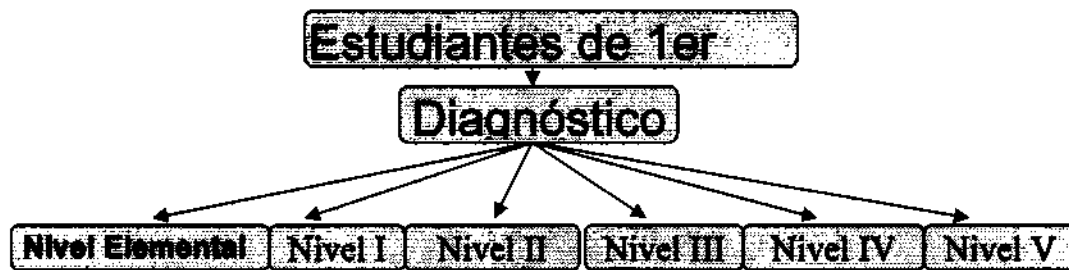 Estudiantes de 1er
Diagnóstico
Nivel Elemental Nivel I Nivel II Nivel III Nivel IV Nivel V